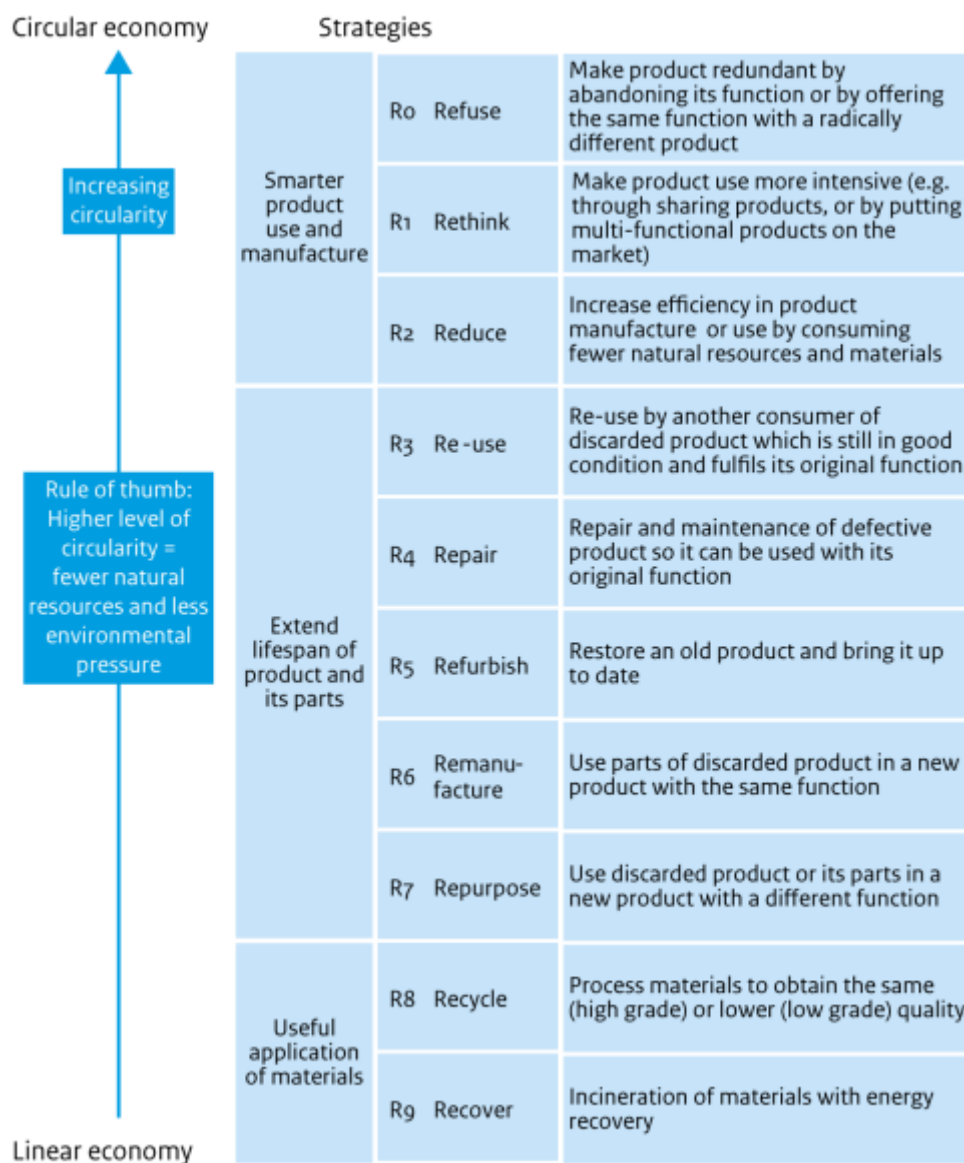 Circular economy
Strategies
Increasing
circularity
Rule of thumb:
Higher level of
circularity =
fewer natural
resources and less
environmental
pressure
Linear economy
Smarter
product
use and
manufacture
R0 Refuse
Make product redundant by
abandoning its function or by offering
the same function with a radically
different product
R1 Rethink
Make product use more intensive (e.g.
through sharing products, or by putting
multi-functional products on the
market)
R2 Reduce
Increase efficiency in product
manufacture or use by consuming
fewer natural resources and materials
Extend
lifespan of
product and
its parts
R3 Re-use
Re-use by another consumer of
discarded product which is still in good
condition and fulfils its original function
R4 Repair
Repair and maintenance of defective
product so it can be used with its
original function
R5 Refurbish
Restore an old product and bring it up
to date
R6 Remanu-
facture
Use parts of discarded product in a new
product with the same function
R7 Repurpose
Use discarded product or its parts in a
new product with a different function
Useful
application
of materials
R8 Recycle
Process materials to obtain the same
(high grade) or lower (low grade) quality
R9 Recover
Incineration of materials with energy
recovery